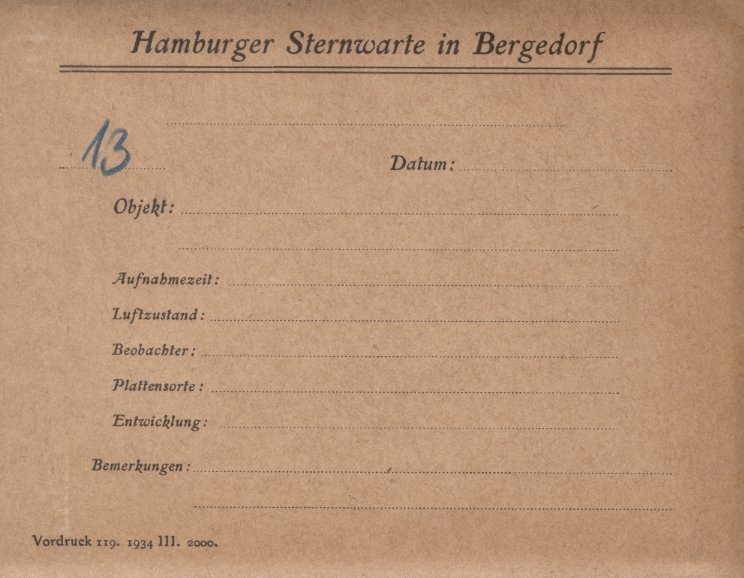 Hamburger Sternwarte in Bergedorf
13
Datum:
Objekt:
Aufnahmezeit:
Luftzustand:
Beobachter:
Plattensorte:
Entwicklung:
Bemerkungen:
Vordruck 119. 1934 III. 2000.